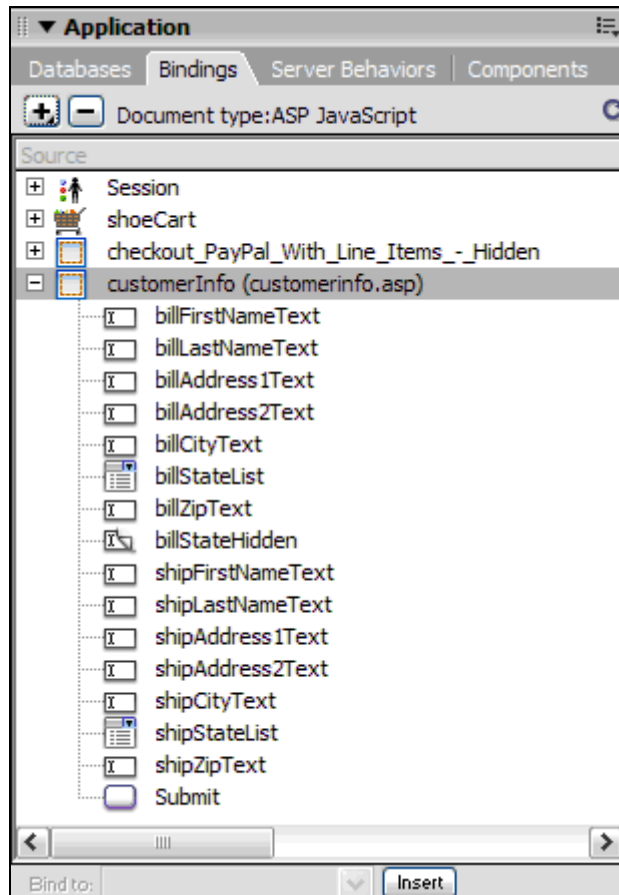 Application
Databases Bindings Server Behaviors Components
Document type:ASP JavaScript
Source
Session
shoeCart
checkout_PayPal_With_Line_Items_-_Hidden
customerInfo (customerinfo.asp)
billFirstNameText
billLastNameText
billAddress1Text
billAddress2Text
billCityText
billStateList
billZipText
billStateHidden
shipFirstNameText
shipLastNameText
shipAddress1Text
shipAddress2Text
shipCityText
shipStateList
shipZipText
Submit
Bind to: Insert